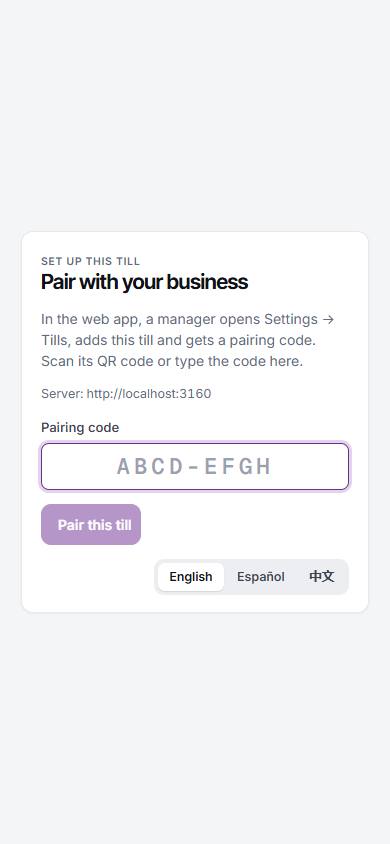 SET UP THIS TILL
Pair with your business
In the web app, a manager opens Settings →
Tills, adds this till and gets a pairing code.
Scan its QR code or type the code here.
Server: http://localhost:3160
Pairing code
ABCD-EFGH
Pair this till
English Español 中文